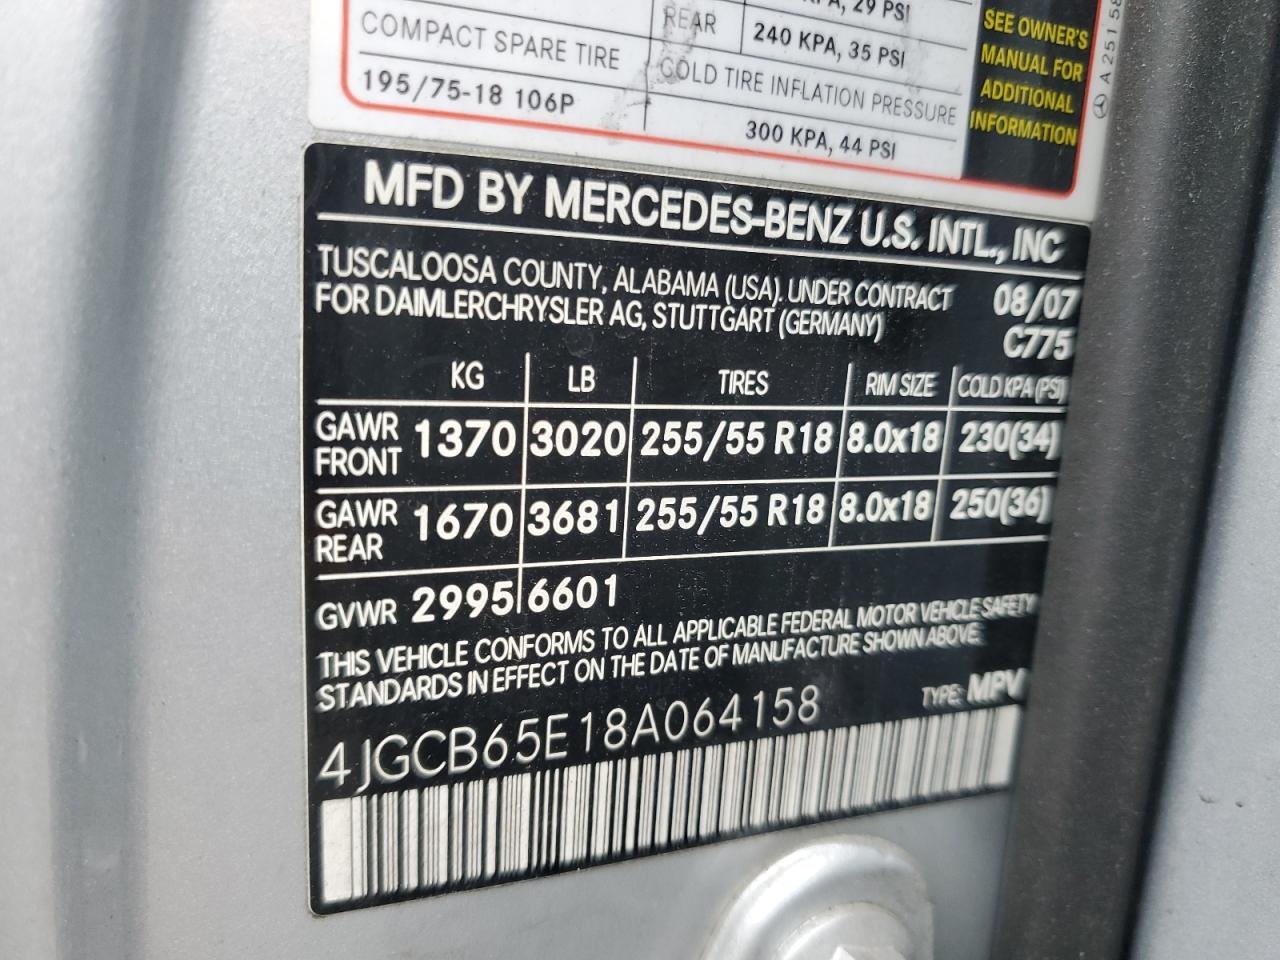 29 PSI
REAR 240 KPA, 35 PSI
COMPACT SPARE TIRE COLD TIRE INFLATION PRESSURE
195/75-18 106P 300 KPA, 44 PSI
SEE OWNER'S
MANUAL FOR
ADDITIONAL
INFORMATION
A 251 58
MFD BY MERCEDES-BENZ U.S. INTL., INC
TUSCALOOSA COUNTY, ALABAMA (USA). UNDER CONTRACT 08/07
FOR DAIMLERCHRYSLER AG, STUTTGART (GERMANY) C775
KG LB TIRES RIM SIZE COLD KPA (PSI)
GAWR FRONT 1370 3020 255/55 R18 8.0x18 230(34)
GAWR REAR 1670 3681 255/55 R18 8.0x18 250(36)
GVWR 2995 6601
THIS VEHICLE CONFORMS TO ALL APPLICABLE FEDERAL MOTOR VEHICLE SAFETY
STANDARDS IN EFFECT ON THE DATE OF MANUFACTURE SHOWN ABOVE.
4JGCB65E18A064158 TYPE: MPV